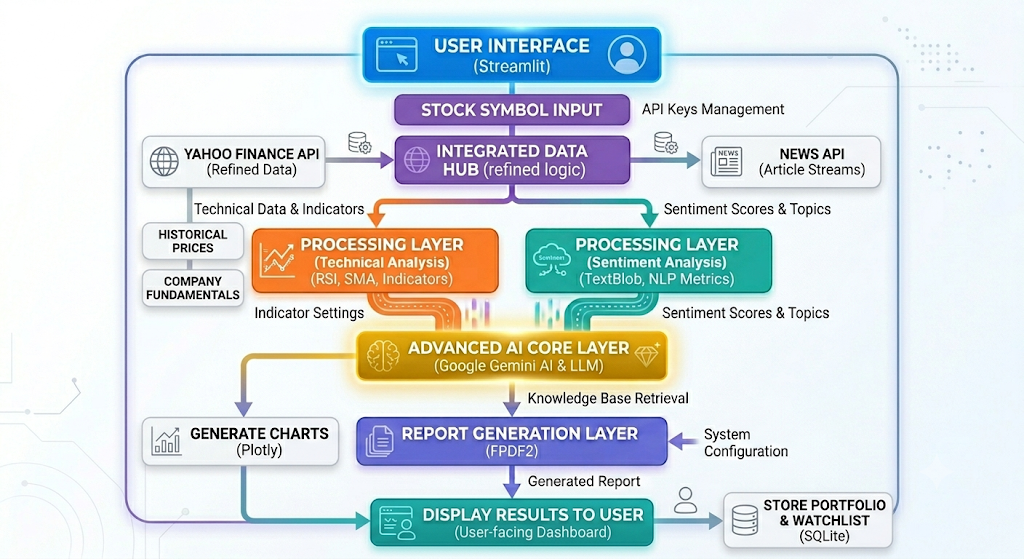 USER INTERFACE
(Streamlit)
STOCK SYMBOL INPUT
API Keys Management
YAHOO FINANCE API
(Refined Data)
INTEGRATED DATA
HUB (refined logic)
NEWS
NEWS API
(Article Streams)
Technical Data & Indicators
Sentiment Scores & Topics
HISTORICAL
PRICES
COMPANY
FUNDAMENTALS
PROCESSING LAYER
(Technical Analysis)
(RSI, SMA, Indicators)
PROCESSING LAYER
(Sentiment Analysis)
(TextBlob, NLP Metrics)
Indicator Settings
Sentiment Scores & Topics
ADVANCED AI CORE LAYER
(Google Gemini AI & LLM)
Knowledge Base Retrieval
GENERATE CHARTS
(Plotly)
REPORT GENERATION LAYER
(FPDF2)
System
Configuration
Generated Report
DISPLAY RESULTS TO USER
(User-facing Dashboard)
STORE PORTFOLIO
& WATCHLIST
(SQLite)